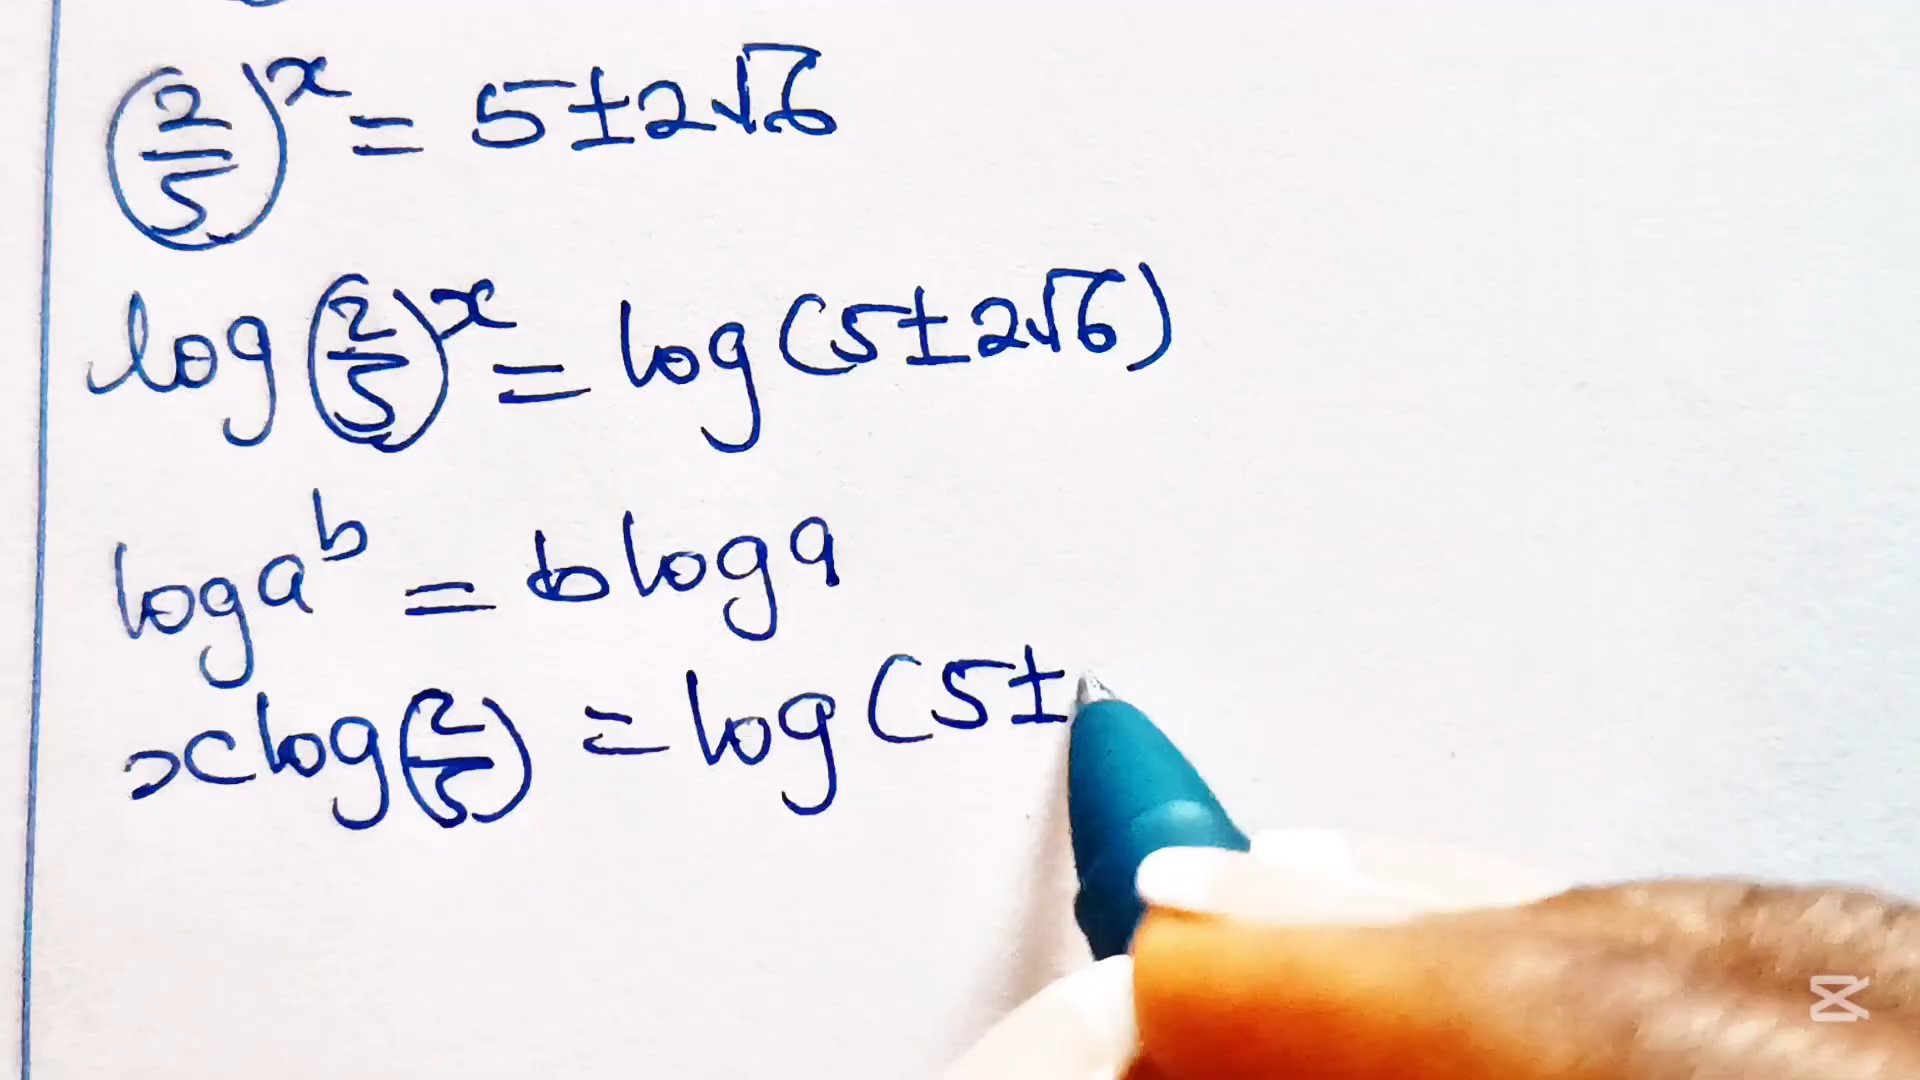 (2/5)^x = 5±2√6
log(2/5)^x = log(5±2√6)
log a^b = b log a
x log(2/5) = log(5±